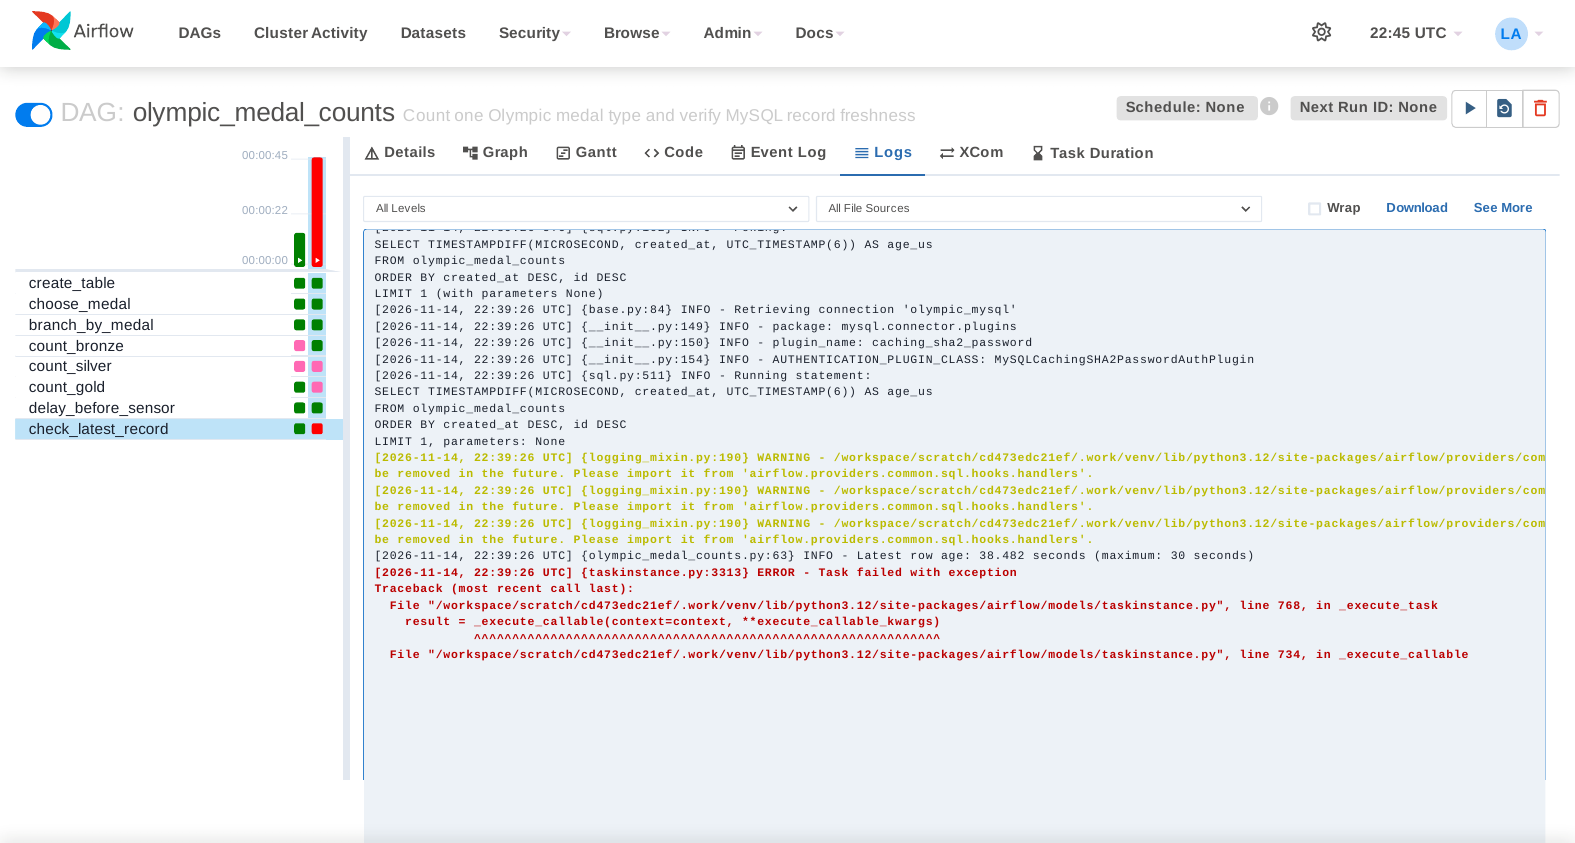 Airflow
DAGs
Cluster Activity
Datasets
Security
Browse
Admin
Docs
22:45 UTC
LA
DAG: olympic_medal_counts Count one Olympic medal type and verify MySQL record freshness
Schedule: None
Next Run ID: None
00:00:45
00:00:22
00:00:00
create_table
choose_medal
branch_by_medal
count_bronze
count_silver
count_gold
delay_before_sensor
check_latest_record
Details
Graph
Gantt
Code
Event Log
Logs
XCom
Task Duration
All Levels
All File Sources
Wrap
Download
See More
SELECT TIMESTAMPDIFF(MICROSECOND, created_at, UTC_TIMESTAMP(6)) AS age_us
FROM olympic_medal_counts
ORDER BY created_at DESC, id DESC
LIMIT 1 (with parameters None)
[2026-11-14, 22:39:26 UTC] {base.py:84} INFO - Retrieving connection 'olympic_mysql'
[2026-11-14, 22:39:26 UTC] {__init__.py:149} INFO - package: mysql.connector.plugins
[2026-11-14, 22:39:26 UTC] {__init__.py:150} INFO - plugin_name: caching_sha2_password
[2026-11-14, 22:39:26 UTC] {__init__.py:154} INFO - AUTHENTICATION_PLUGIN_CLASS: MySQLCachingSHA2PasswordAuthPlugin
[2026-11-14, 22:39:26 UTC] {sql.py:511} INFO - Running statement:
SELECT TIMESTAMPDIFF(MICROSECOND, created_at, UTC_TIMESTAMP(6)) AS age_us
FROM olympic_medal_counts
ORDER BY created_at DESC, id DESC
LIMIT 1, parameters: None
[2026-11-14, 22:39:26 UTC] {logging_mixin.py:190} WARNING - /workspace/scratch/cd473edc21ef/.work/venv/lib/python3.12/site-packages/airflow/providers/com
be removed in the future. Please import it from 'airflow.providers.common.sql.hooks.handlers'.
[2026-11-14, 22:39:26 UTC] {logging_mixin.py:190} WARNING - /workspace/scratch/cd473edc21ef/.work/venv/lib/python3.12/site-packages/airflow/providers/com
be removed in the future. Please import it from 'airflow.providers.common.sql.hooks.handlers'.
[2026-11-14, 22:39:26 UTC] {logging_mixin.py:190} WARNING - /workspace/scratch/cd473edc21ef/.work/venv/lib/python3.12/site-packages/airflow/providers/com
be removed in the future. Please import it from 'airflow.providers.common.sql.hooks.handlers'.
[2026-11-14, 22:39:26 UTC] {olympic_medal_counts.py:63} INFO - Latest row age: 38.482 seconds (maximum: 30 seconds)
[2026-11-14, 22:39:26 UTC] {taskinstance.py:3313} ERROR - Task failed with exception
Traceback (most recent call last):
File "/workspace/scratch/cd473edc21ef/.work/venv/lib/python3.12/site-packages/airflow/models/taskinstance.py", line 768, in _execute_task
result = _execute_callable(context=context, **execute_callable_kwargs)
^^^^^^^^^^^^^^^^^^^^^^^^^^^^^^^^^^^^^^^^^^^^^^^^^^^^^^^^^^^^^
File "/workspace/scratch/cd473edc21ef/.work/venv/lib/python3.12/site-packages/airflow/models/taskinstance.py", line 734, in _execute_callable